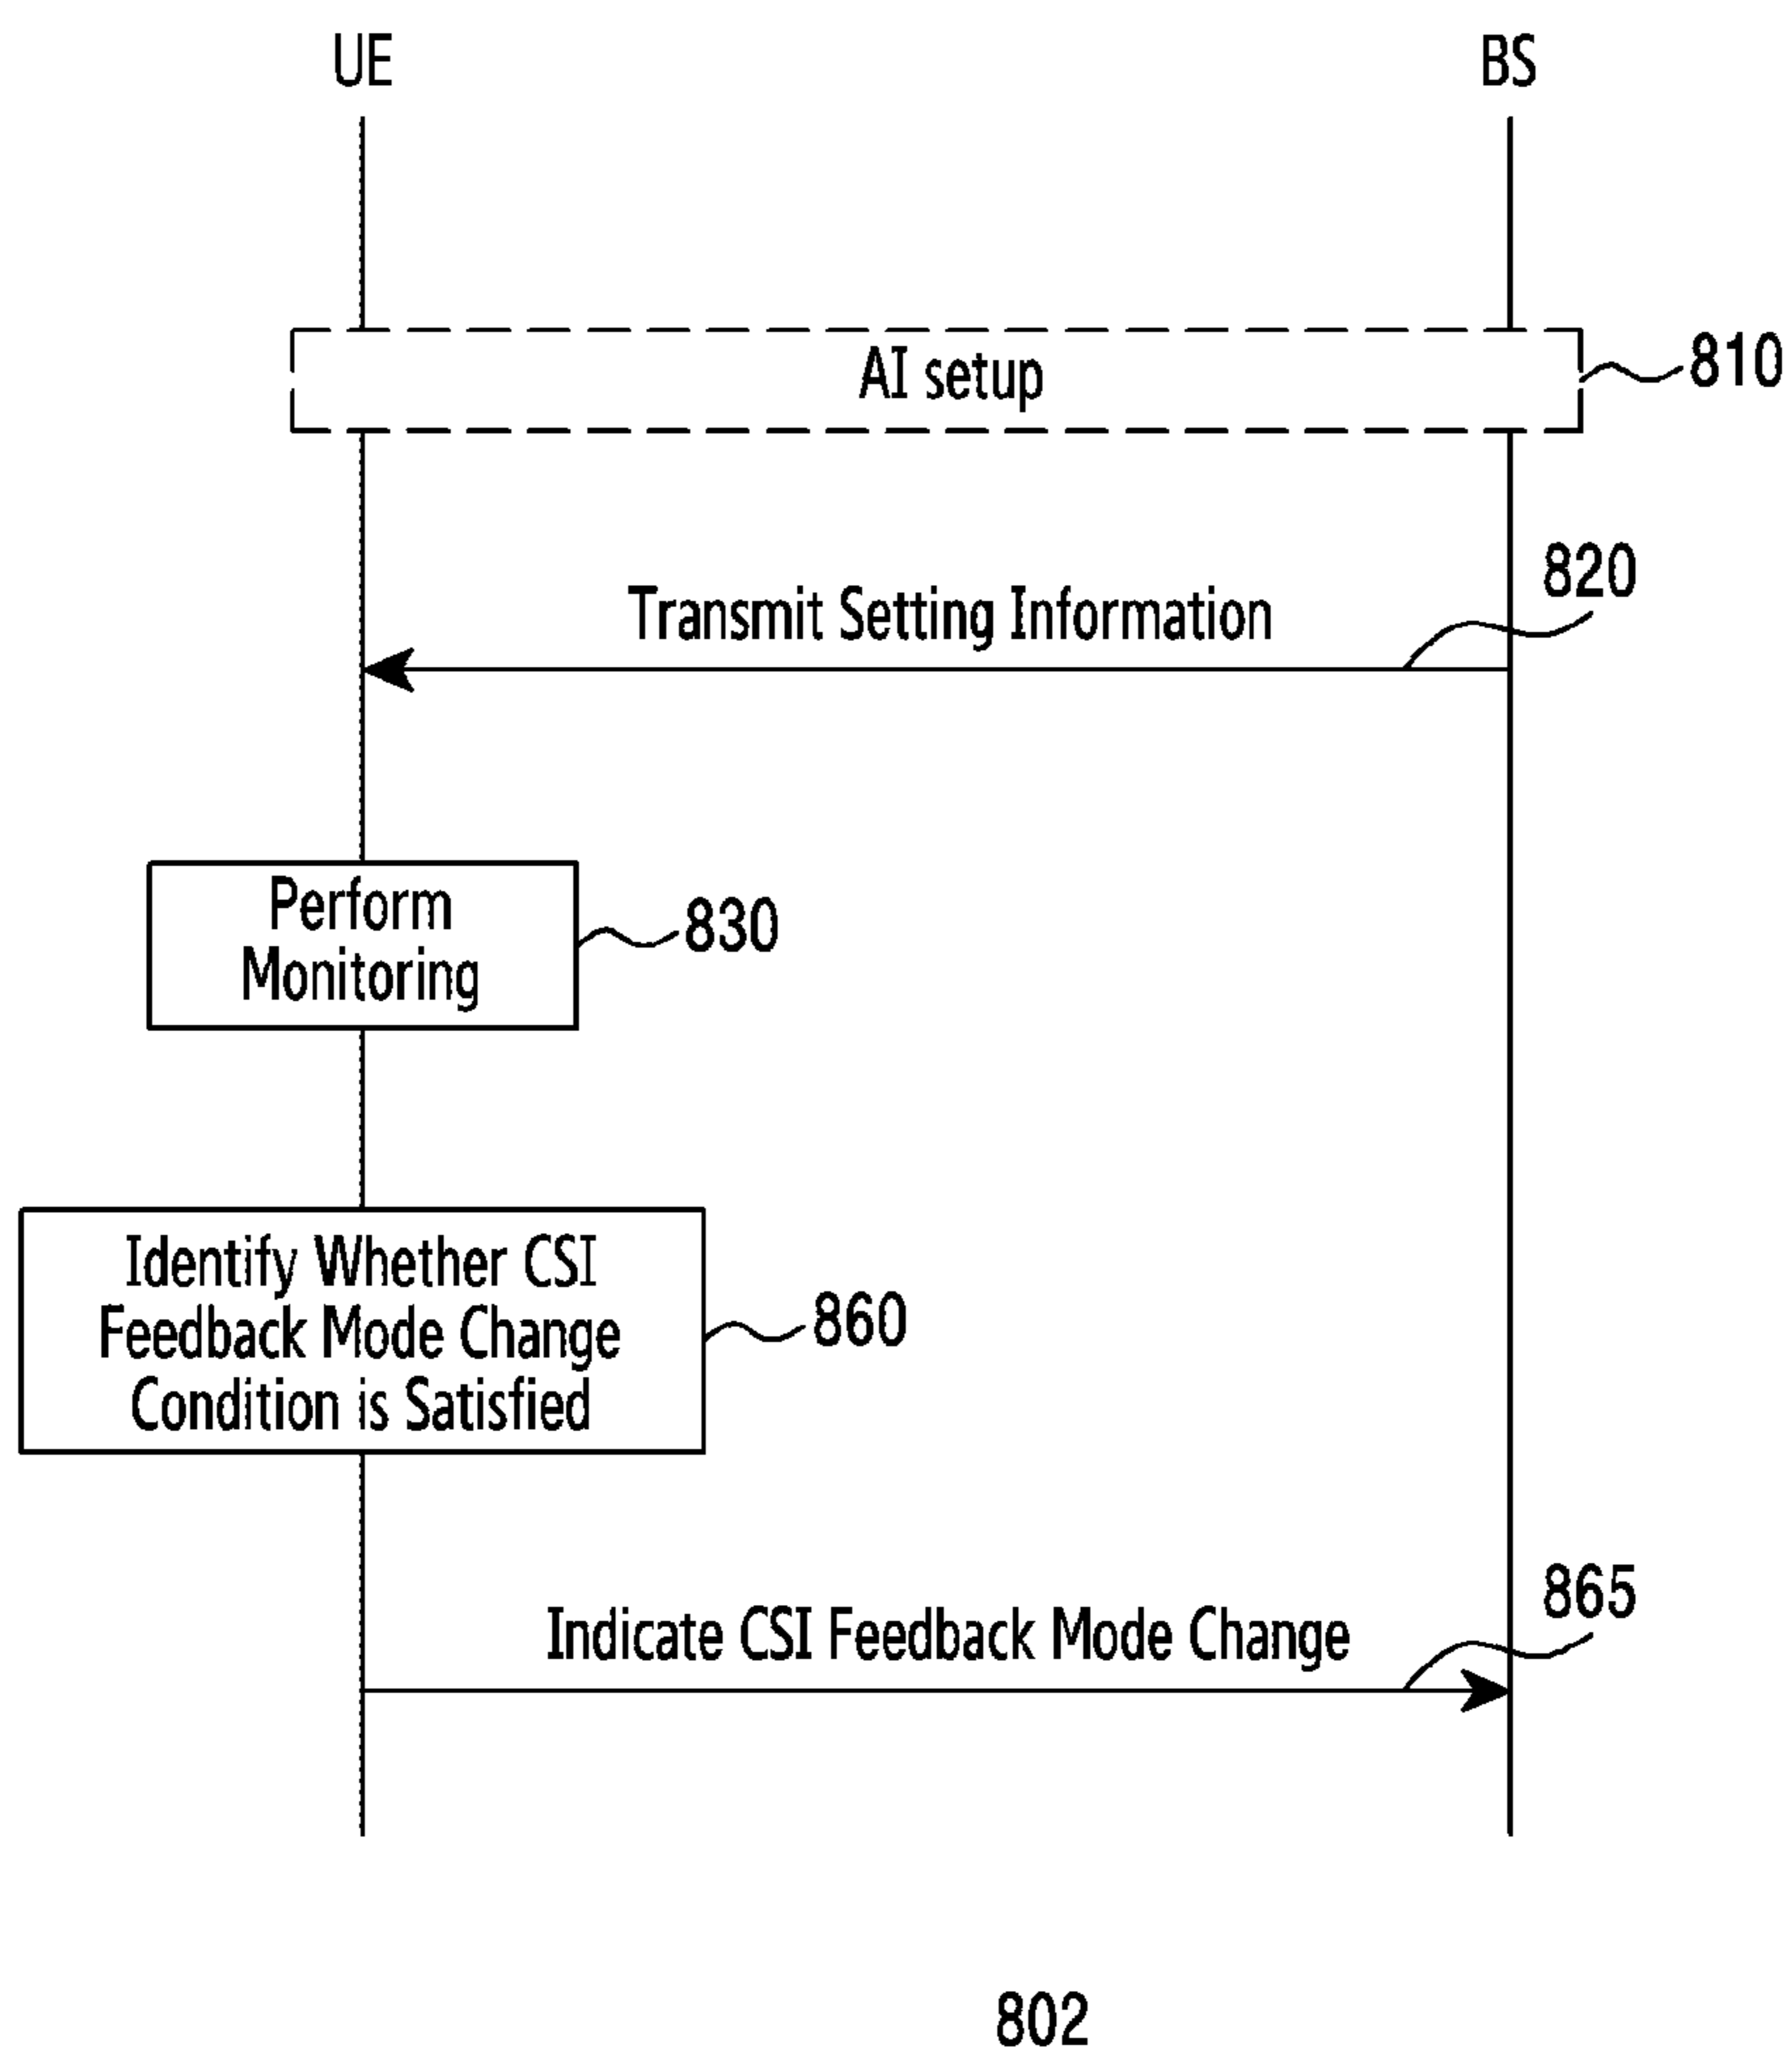 UE
BS
AI setup
810
820
Transmit Setting Information
Perform
Monitoring
830
Identify Whether CSI
Feedback Mode Change
Condition is Satisfied
860
865
Indicate CSI Feedback Mode Change
802